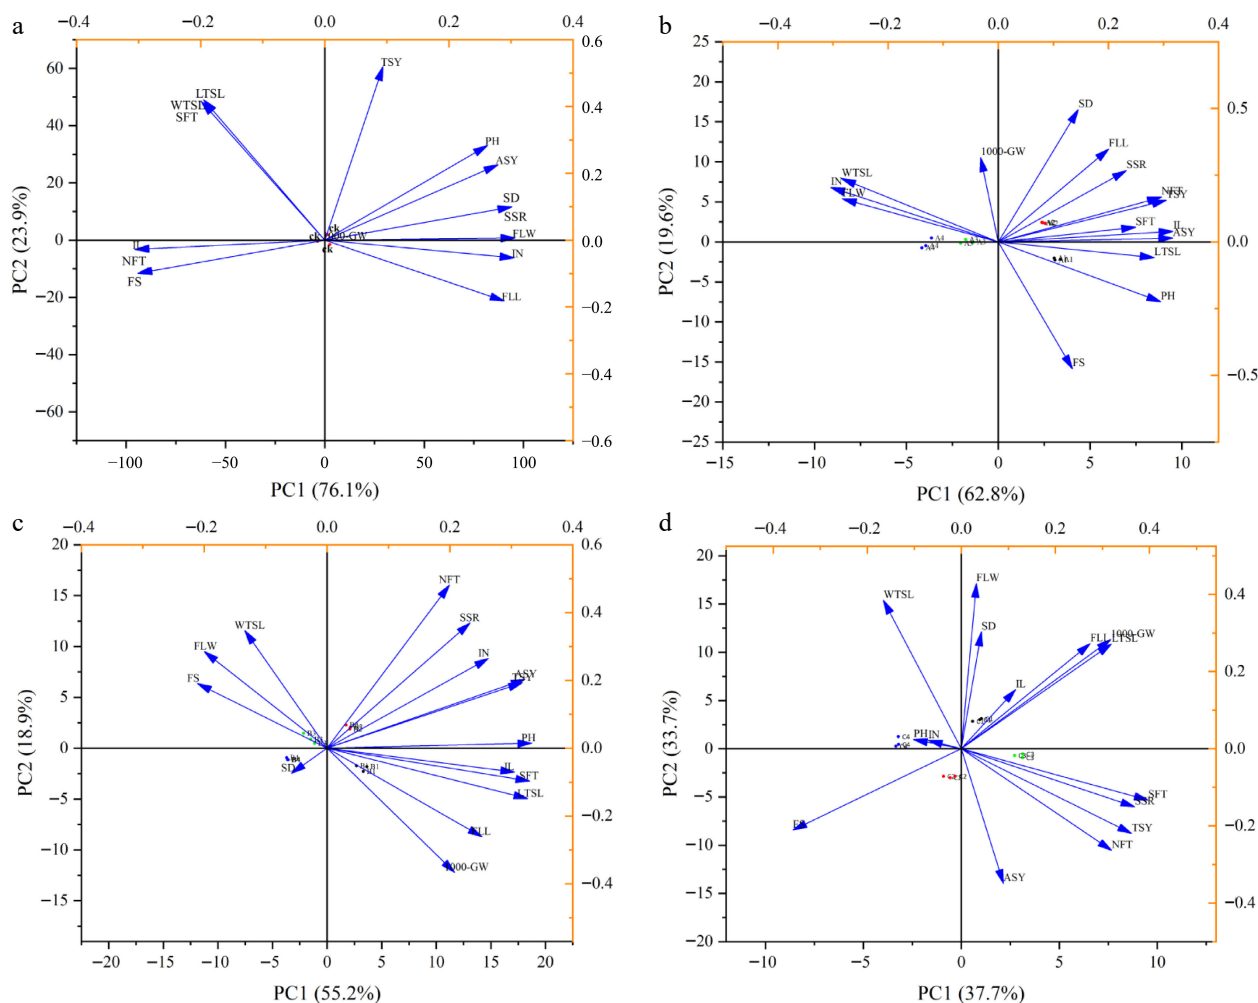 a
−0.4 −0.2 0.0 0.2 0.4
60
40
20
0
−20
−40
−60
PC2 (23.9%)
TSY
LTSL
WTSL
SFT
PH
ASY
SD
SSR
FLW
IN
FLL
ck
ck
ck
IL
NFT
FS
0.6
0.4
0.2
0.0
−0.2
−0.4
−0.6
−100 −50 0 50 100
PC1 (76.1%)
b
−0.4 −0.2 0.0 0.2 0.4
25
20
15
10
5
0
−5
−10
−15
−20
−25
PC2 (19.6%)
SD
1000-GW
FLL
SSR
WTSL
IN
FLW
NFT
TSY
SFT
IL
ASY
LTSL
PH
FS
A4
0.5
0.0
−0.5
−15 −10 −5 0 5 10
PC1 (62.8%)
c
−0.4 −0.2 0.0 0.2 0.4
20
15
10
5
0
−5
−10
−15
PC2 (18.9%)
NFT
SSR
WTSL
IN
FLW
FS
ASY
TSY
PH
IL
SFT
LTSL
SD
FLL
1000-GW
0.6
0.4
0.2
0.0
−0.2
−0.4
−20 −15 −10 −5 0 5 10 15 20
PC1 (55.2%)
d
−0.4 −0.2 0.0 0.2 0.4
20
15
10
5
0
−5
−10
−15
−20
PC2 (33.7%)
FLW
WTSL
SD
1000-GW
FLL
LTSL
IL
PH
IN
C4
SFT
SSR
TSY
NFT
FS
ASY
0.4
0.2
0.0
−0.2
−0.4
−10 −5 0 5 10
PC1 (37.7%)